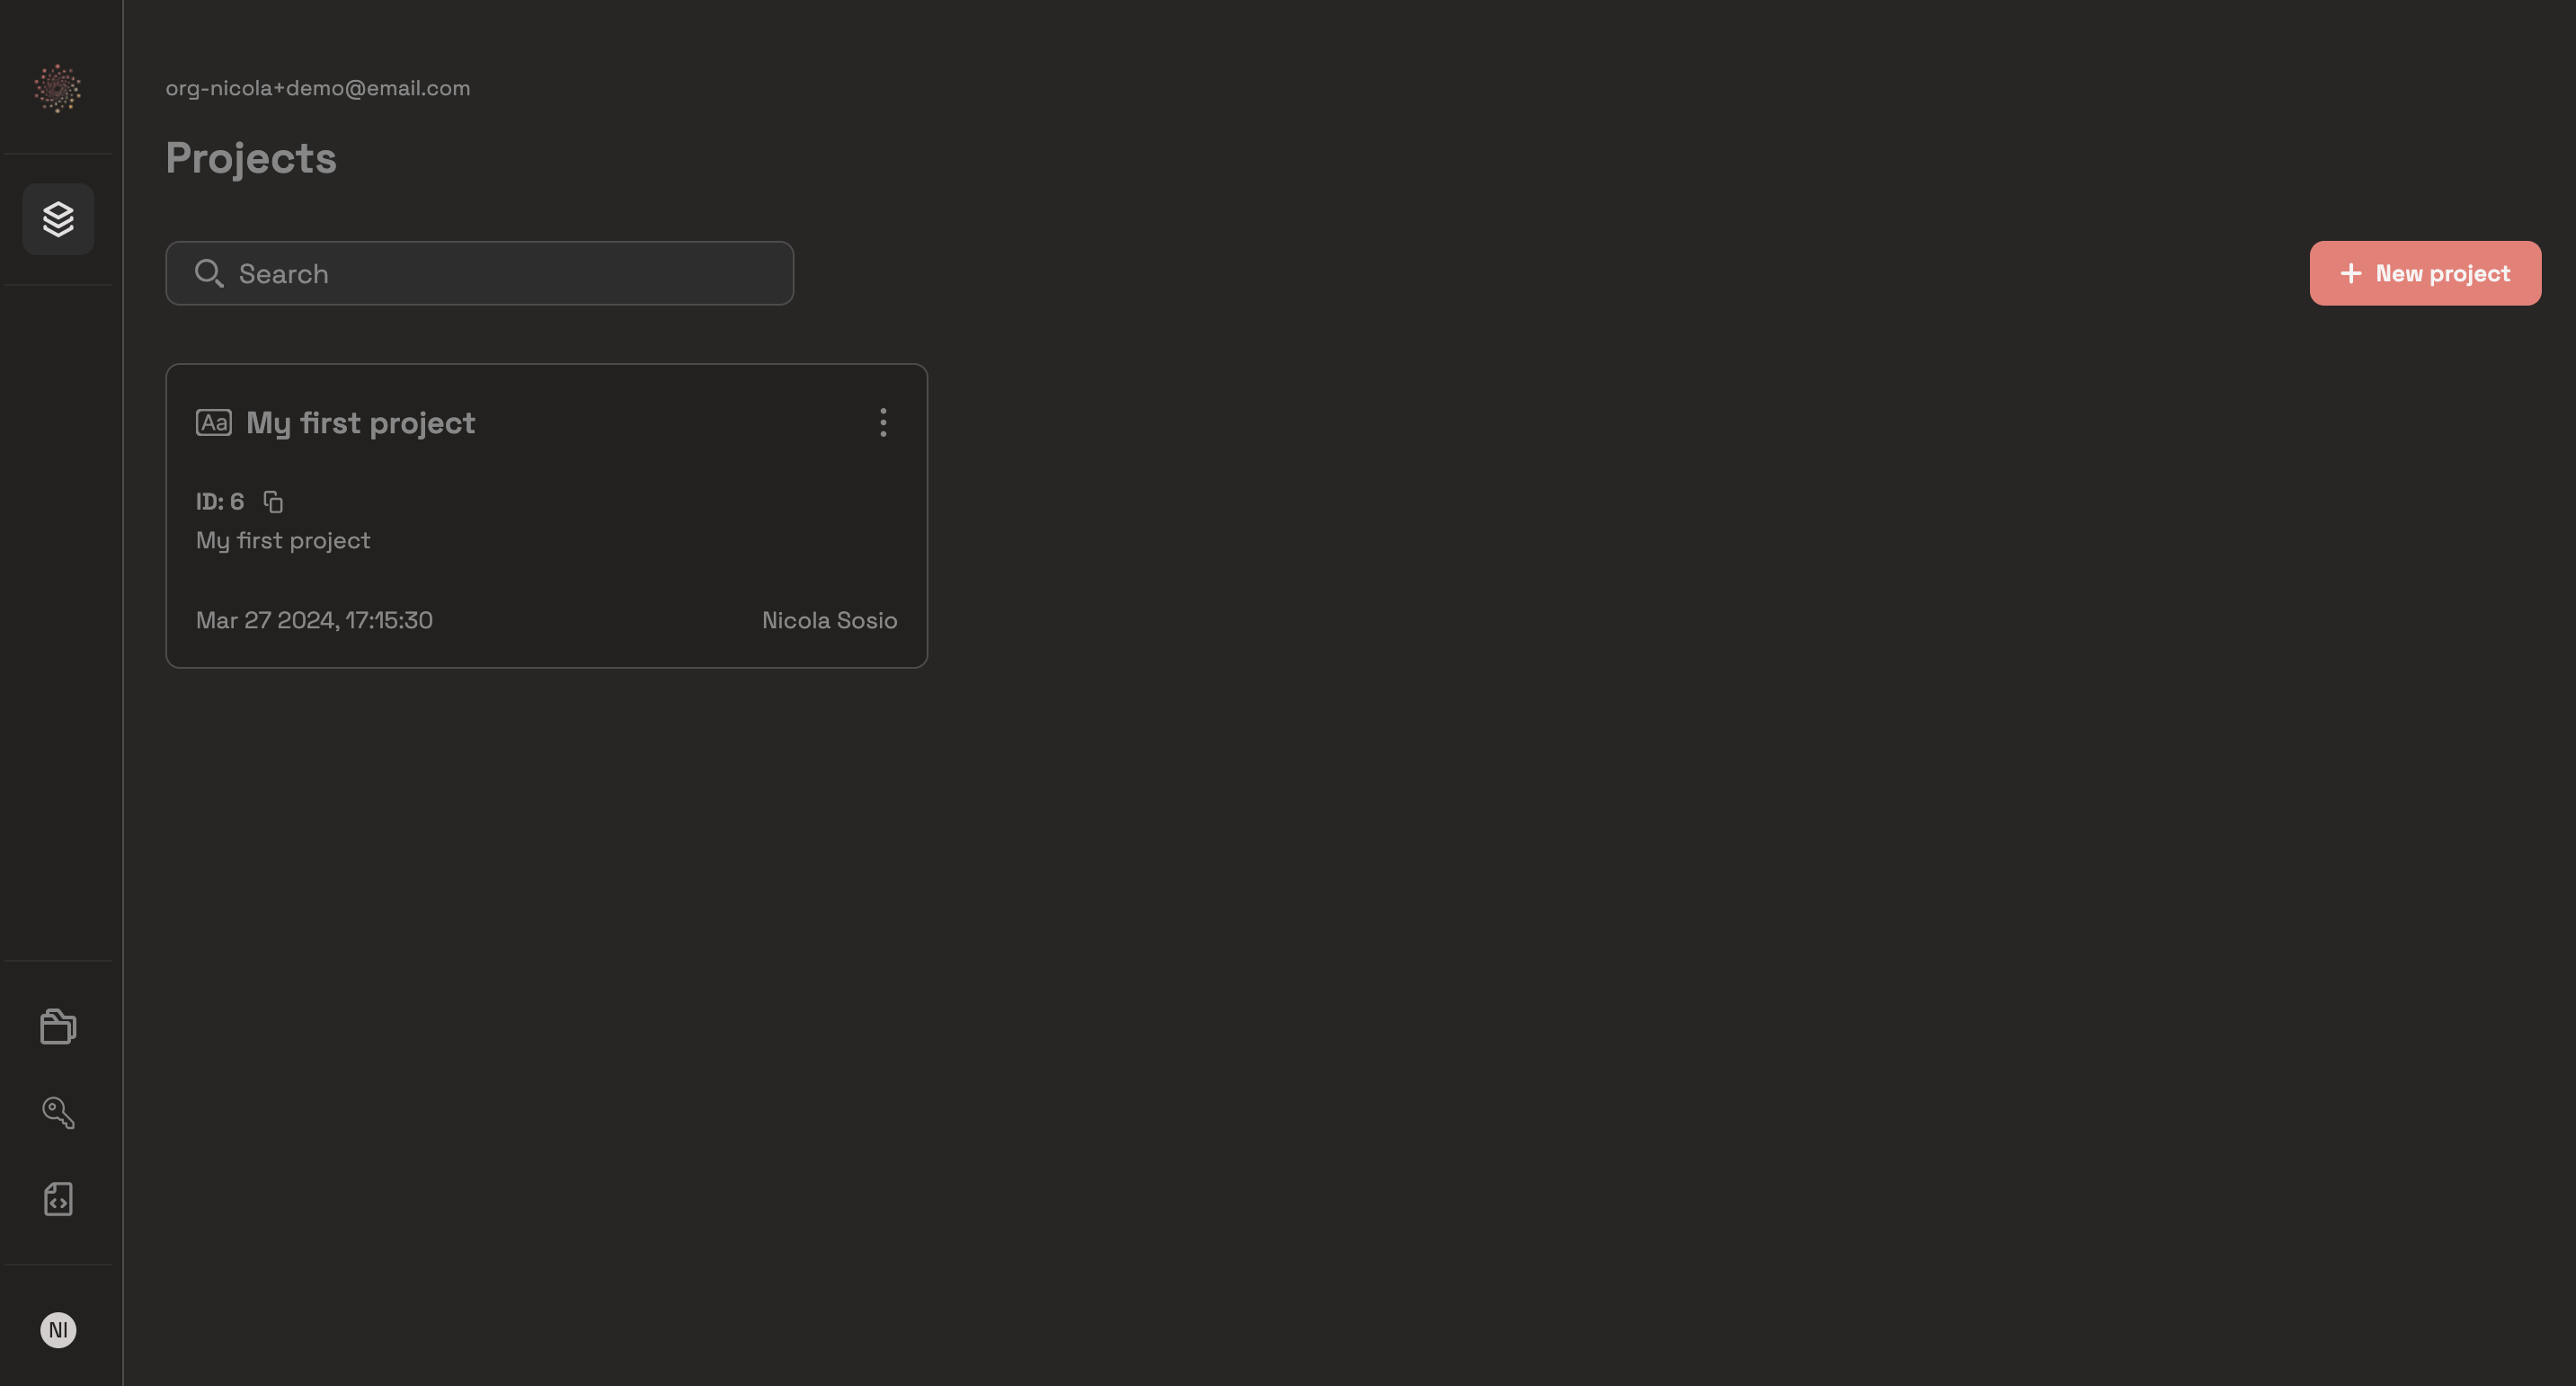 org-nicola+demo@email.com
Projects
Search
New project
Aa My first project
ID: 6
My first project
Mar 27 2024, 17:15:30
Nicola Sosio
NI